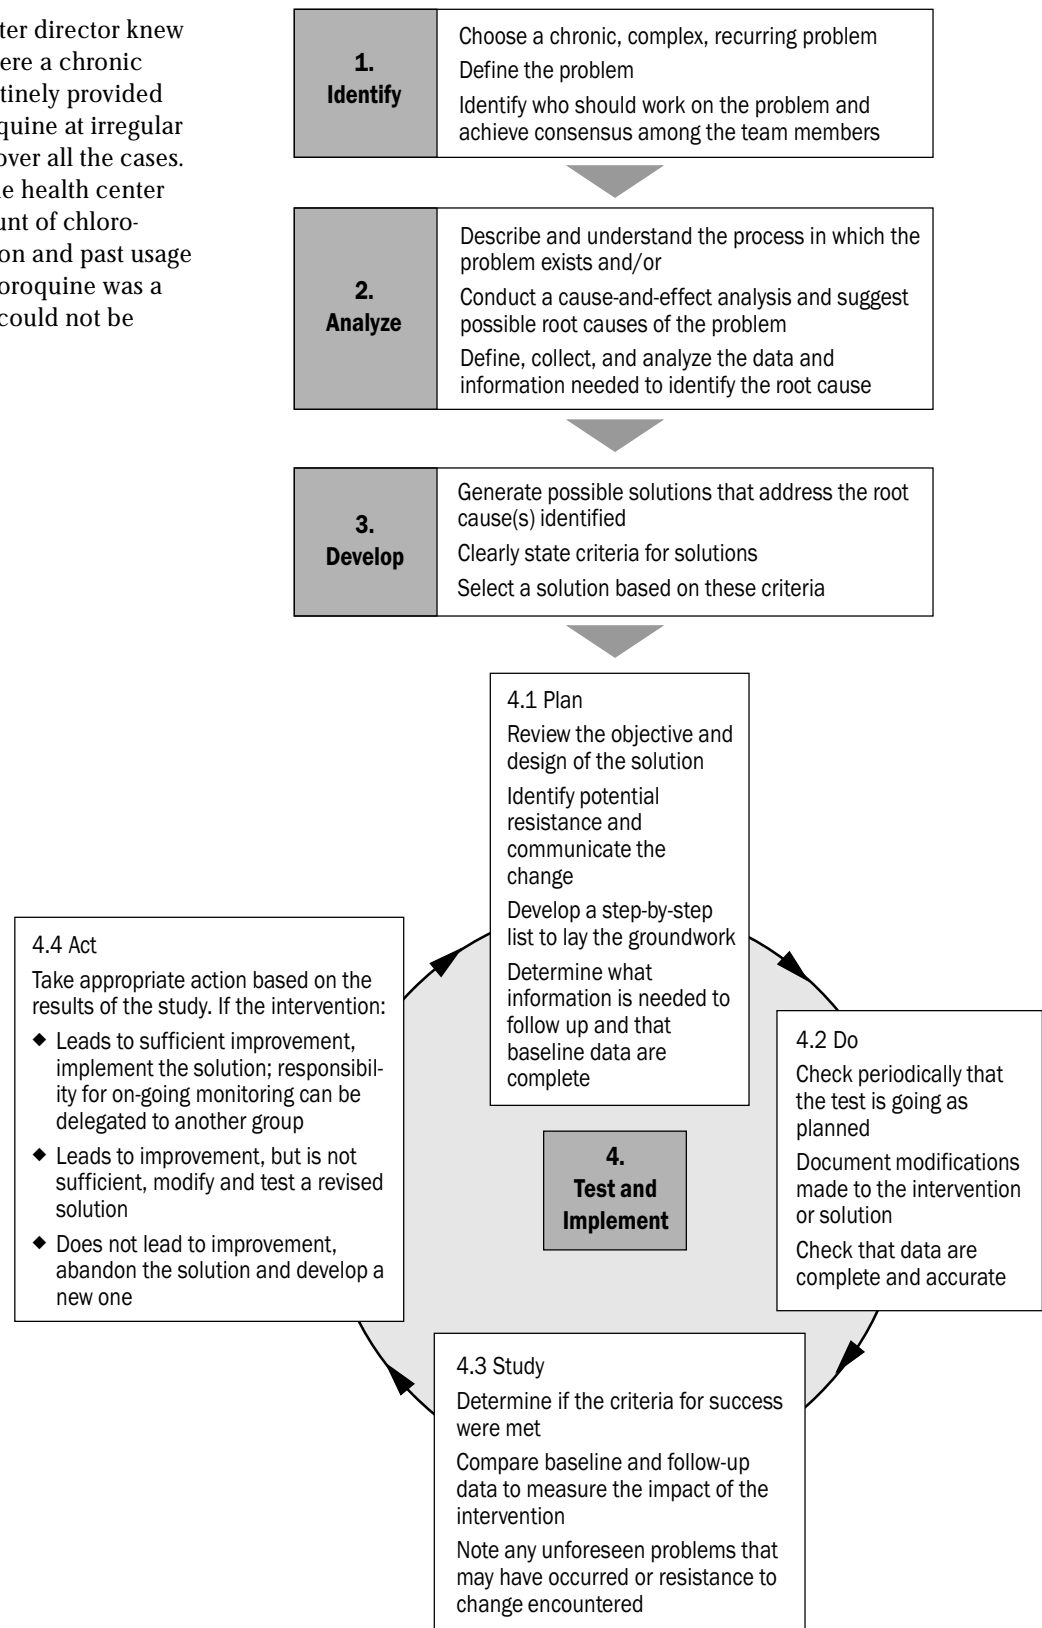 ter director knew
ere a chronic
tinely provided
quine at irregular
over all the cases.
e health center
unt of chloro-
on and past usage
oroquine was a
could not be
1.
Identify
Choose a chronic, complex, recurring problem
Define the problem
Identify who should work on the problem and
achieve consensus among the team members
2.
Analyze
Describe and understand the process in which the
problem exists and/or
Conduct a cause-and-effect analysis and suggest
possible root causes of the problem
Define, collect, and analyze the data and
information needed to identify the root cause
3.
Develop
Generate possible solutions that address the root
cause(s) identified
Clearly state criteria for solutions
Select a solution based on these criteria
4.1 Plan
Review the objective and
design of the solution
Identify potential
resistance and
communicate the
change
Develop a step-by-step
list to lay the groundwork
Determine what
information is needed to
follow up and that
baseline data are
complete
4.
Test and
Implement
4.2 Do
Check periodically that
the test is going as
planned
Document modifications
made to the intervention
or solution
Check that data are
complete and accurate
4.3 Study
Determine if the criteria for success
were met
Compare baseline and follow-up
data to measure the impact of the
intervention
Note any unforeseen problems that
may have occurred or resistance to
change encountered
4.4 Act
Take appropriate action based on the
results of the study. If the intervention:
◆ Leads to sufficient improvement,
implement the solution; responsibil-
ity for on-going monitoring can be
delegated to another group
◆ Leads to improvement, but is not
sufficient, modify and test a revised
solution
◆ Does not lead to improvement,
abandon the solution and develop a
new one